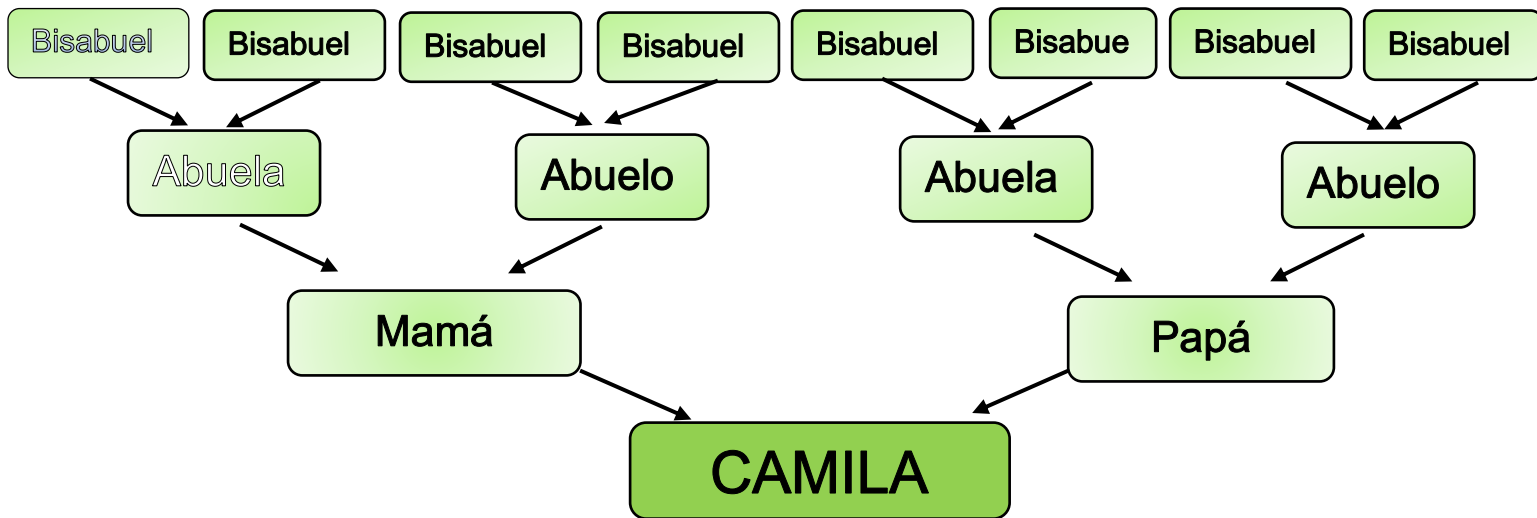 Bisabuel
Bisabuel
Bisabuel
Bisabuel
Bisabuel
Bisabue
Bisabuel
Bisabuel
Abuela
Abuelo
Abuela
Abuelo
Mamá
Papá
CAMILA